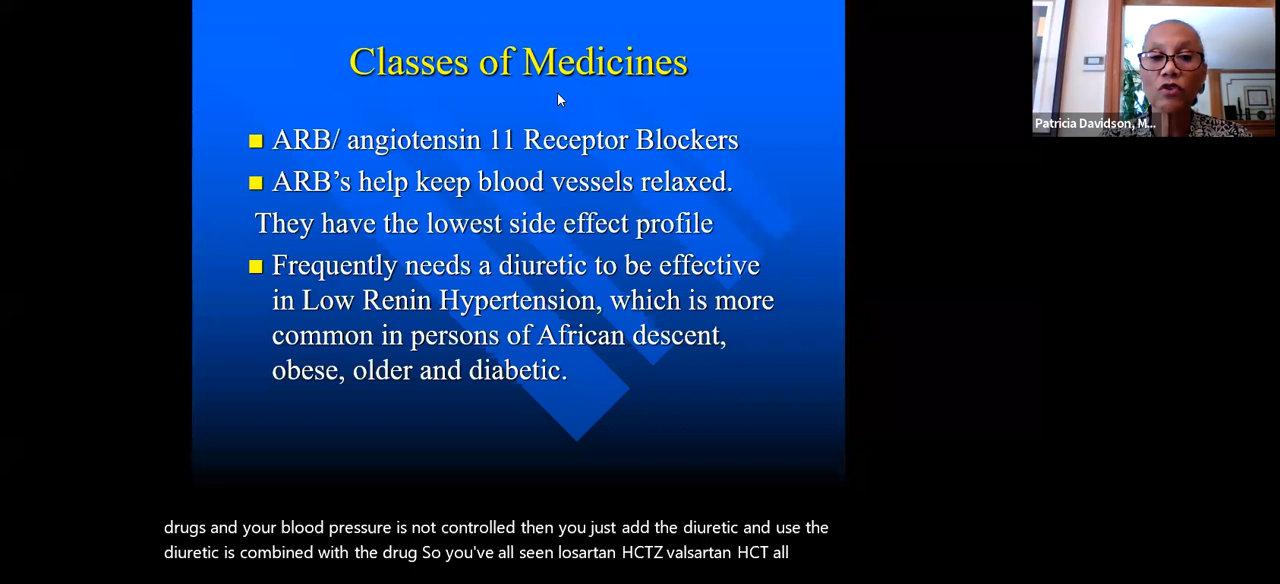 Classes of Medicines
ARB/ angiotensin 11 Receptor Blockers
ARB's help keep blood vessels relaxed.
They have the lowest side effect profile
Frequently needs a diuretic to be effective
in Low Renin Hypertension, which is more
common in persons of African descent,
obese, older and diabetic.
Patricia Davidson, M...
drugs and your blood pressure is not controlled then you just add the diuretic and use the
diuretic is combined with the drug So you've all seen losartan HCTZ valsartan HCT all